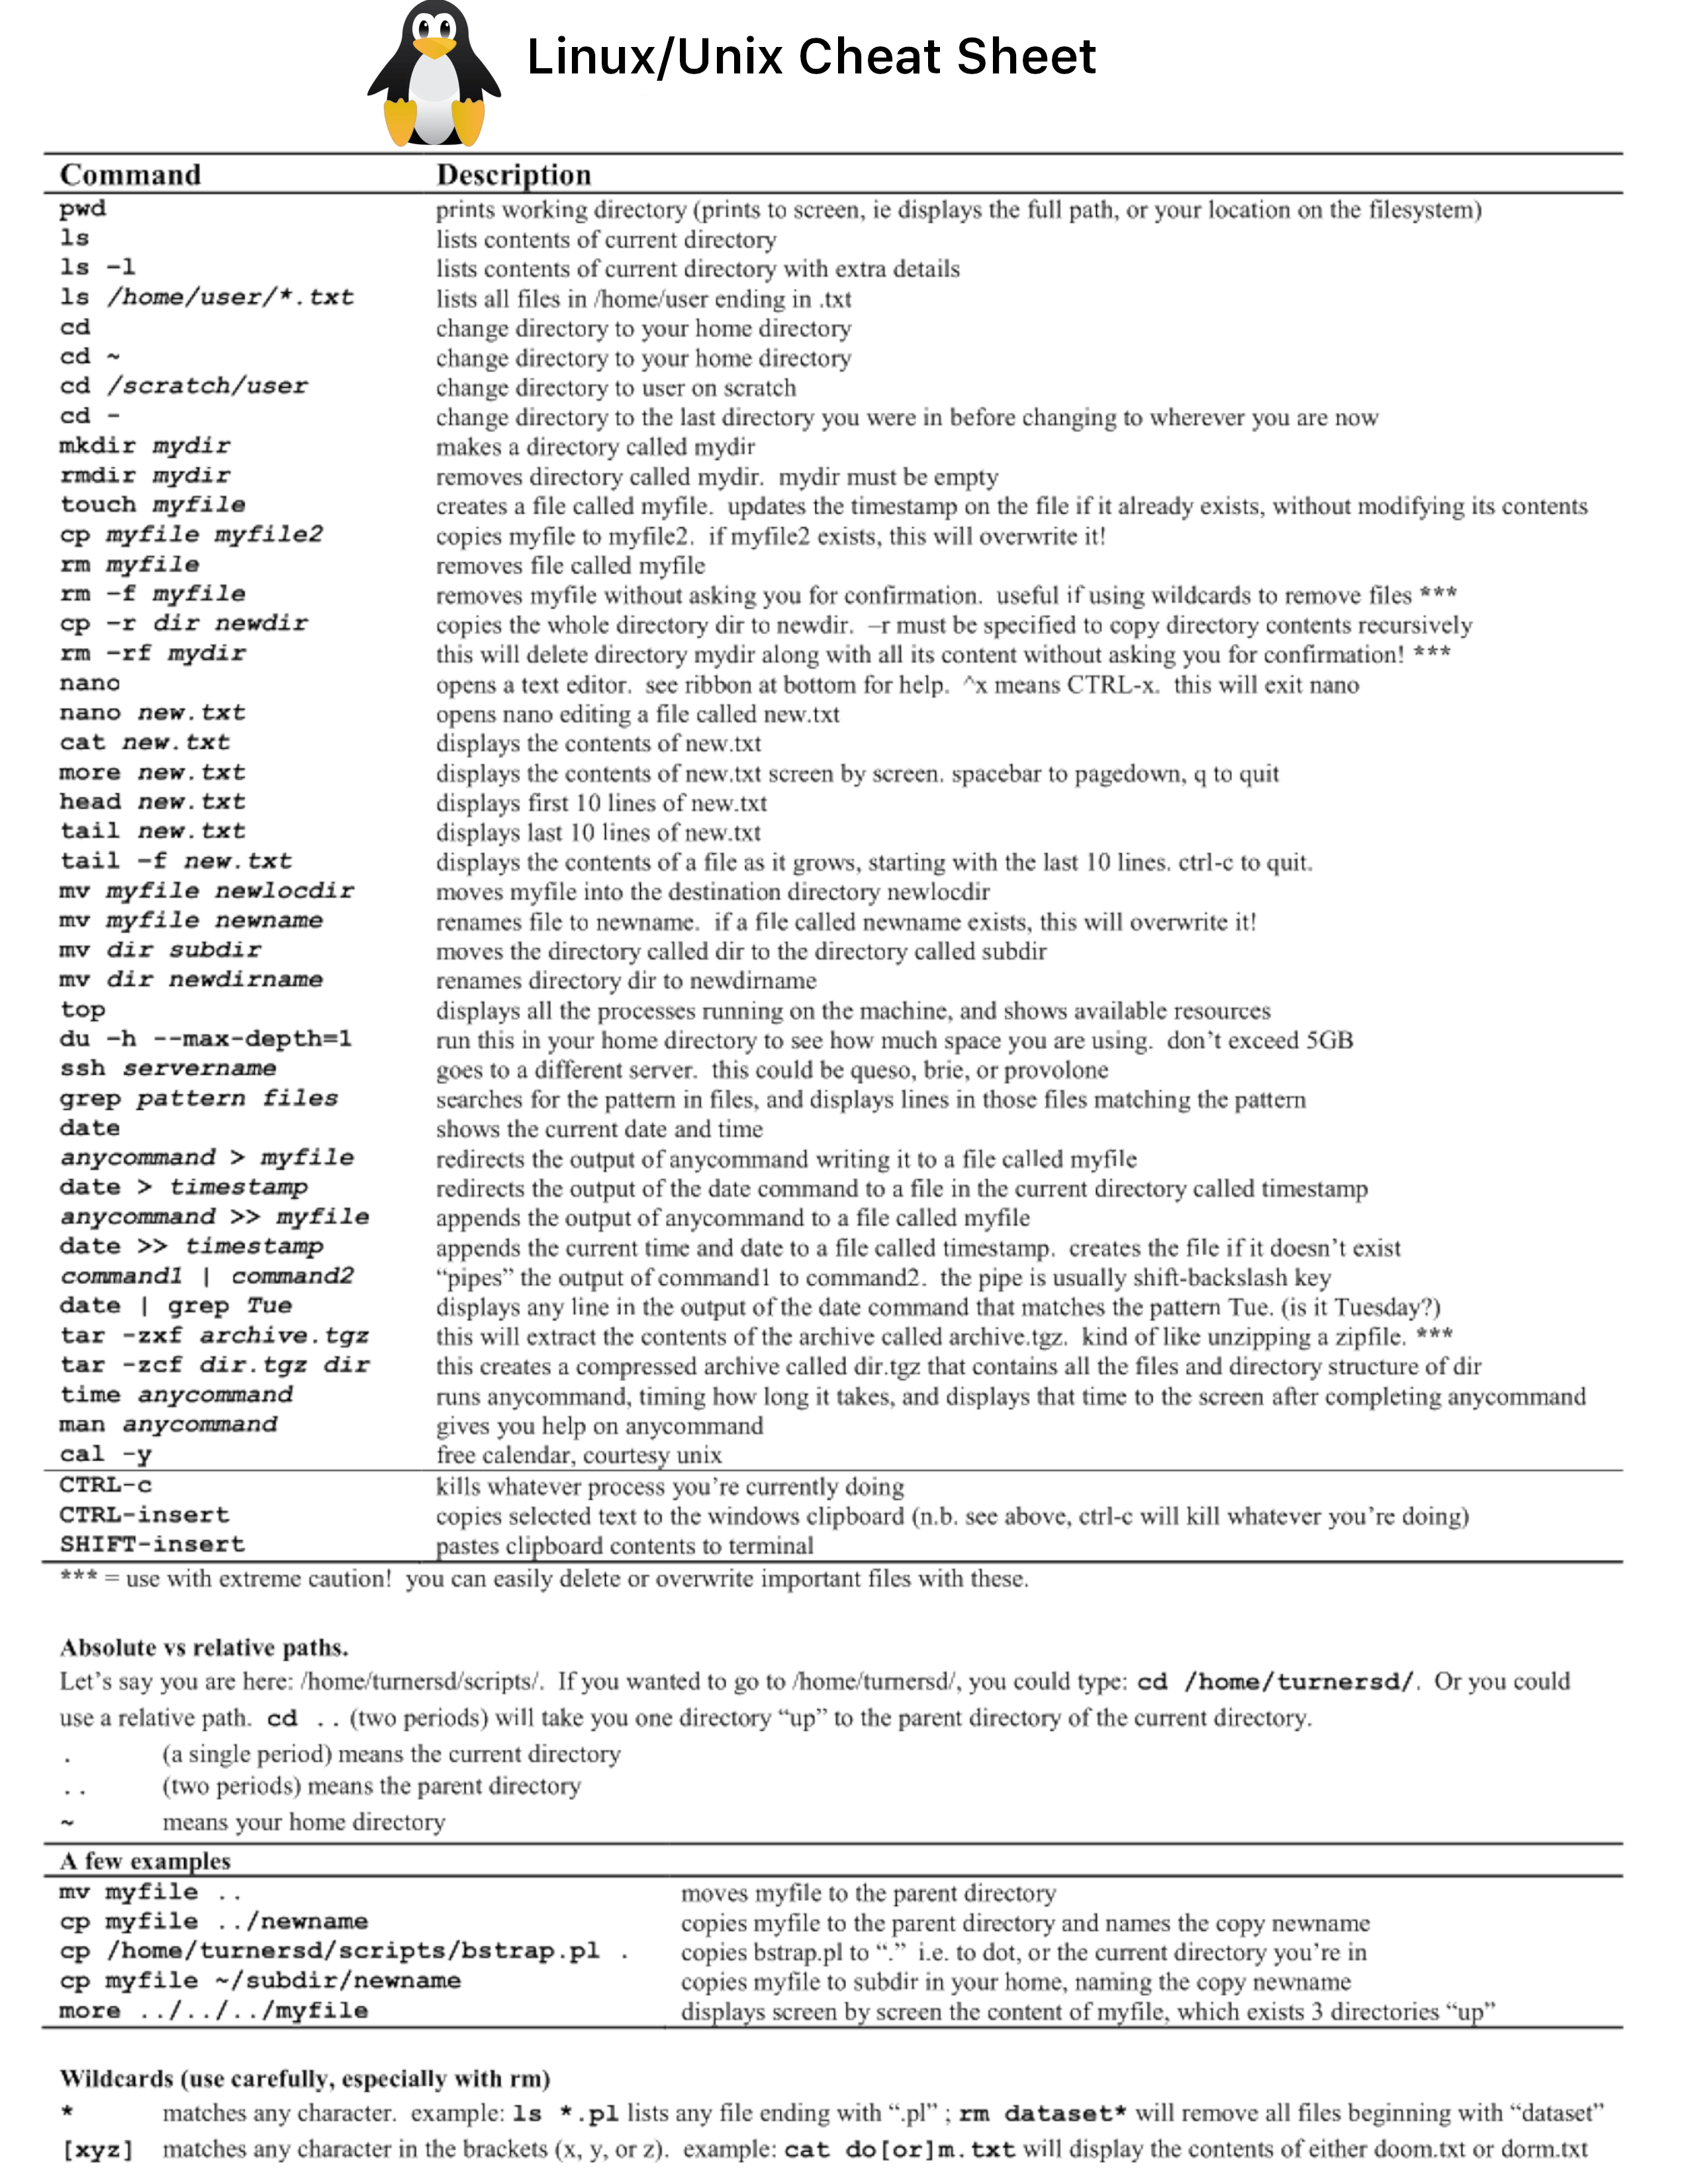 Linux/Unix Cheat Sheet
Command Description
pwd prints working directory (prints to screen, ie displays the full path, or your location on the filesystem)
ls lists contents of current directory
ls -l lists contents of current directory with extra details
ls /home/user/*.txt lists all files in /home/user ending in .txt
cd change directory to your home directory
cd ~ change directory to your home directory
cd /scratch/user change directory to user on scratch
cd - change directory to the last directory you were in before changing to wherever you are now
mkdir mydir makes a directory called mydir
rmdir mydir removes directory called mydir. mydir must be empty
touch myfile creates a file called myfile. updates the timestamp on the file if it already exists, without modifying its contents
cp myfile myfile2 copies myfile to myfile2. if myfile2 exists, this will overwrite it!
rm myfile removes file called myfile
rm -f myfile removes myfile without asking you for confirmation. useful if using wildcards to remove files ***
cp -r dir newdir copies the whole directory dir to newdir. –r must be specified to copy directory contents recursively
rm -rf mydir this will delete directory mydir along with all its content without asking you for confirmation! ***
nano opens a text editor. see ribbon at bottom for help. ^x means CTRL-x. this will exit nano
nano new.txt opens nano editing a file called new.txt
cat new.txt displays the contents of new.txt
more new.txt displays the contents of new.txt screen by screen. spacebar to pagedown, q to quit
head new.txt displays first 10 lines of new.txt
tail new.txt displays last 10 lines of new.txt
tail -f new.txt displays the contents of a file as it grows, starting with the last 10 lines. ctrl-c to quit.
mv myfile newlocdir moves myfile into the destination directory newlocdir
mv myfile newname renames file to newname. if a file called newname exists, this will overwrite it!
mv dir subdir moves the directory called dir to the directory called subdir
mv dir newdirname renames directory dir to newdirname
top displays all the processes running on the machine, and shows available resources
du -h --max-depth=1 run this in your home directory to see how much space you are using. don’t exceed 5GB
ssh servername goes to a different server. this could be queso, brie, or provolone
grep pattern files searches for the pattern in files, and displays lines in those files matching the pattern
date shows the current date and time
anycommand > myfile redirects the output of anycommand writing it to a file called myfile
date > timestamp redirects the output of the date command to a file in the current directory called timestamp
anycommand >> myfile appends the output of anycommand to a file called myfile
date >> timestamp appends the current time and date to a file called timestamp. creates the file if it doesn’t exist
command1 | command2 “pipes” the output of command1 to command2. the pipe is usually shift-backslash key
date | grep Tue displays any line in the output of the date command that matches the pattern Tue. (is it Tuesday?)
tar -zxf archive.tgz this will extract the contents of the archive called archive.tgz. kind of like unzipping a zipfile. ***
tar -zcf dir.tgz dir this creates a compressed archive called dir.tgz that contains all the files and directory structure of dir
time anycommand runs anycommand, timing how long it takes, and displays that time to the screen after completing anycommand
man anycommand gives you help on anycommand
cal -y free calendar, courtesy unix
CTRL-c kills whatever process you’re currently doing
CTRL-insert copies selected text to the windows clipboard (n.b. see above, ctrl-c will kill whatever you’re doing)
SHIFT-insert pastes clipboard contents to terminal
*** = use with extreme caution! you can easily delete or overwrite important files with these.
Absolute vs relative paths.
Let’s say you are here: /home/turnersd/scripts/. If you wanted to go to /home/turnersd/, you could type: cd /home/turnersd/. Or you could
use a relative path. cd .. (two periods) will take you one directory “up” to the parent directory of the current directory.
. (a single period) means the current directory
.. (two periods) means the parent directory
~ means your home directory
A few examples
mv myfile .. moves myfile to the parent directory
cp myfile ../newname copies myfile to the parent directory and names the copy newname
cp /home/turnersd/scripts/bstrap.pl . copies bstrap.pl to “.” i.e. to dot, or the current directory you’re in
cp myfile ~/subdir/newname copies myfile to subdir in your home, naming the copy newname
more ../../../myfile displays screen by screen the content of myfile, which exists 3 directories “up”
Wildcards (use carefully, especially with rm)
* matches any character. example: ls *.pl lists any file ending with “.pl” ; rm dataset* will remove all files beginning with “dataset”
[xyz] matches any character in the brackets (x, y, or z). example: cat do[or]m.txt will display the contents of either doom.txt or dorm.txt